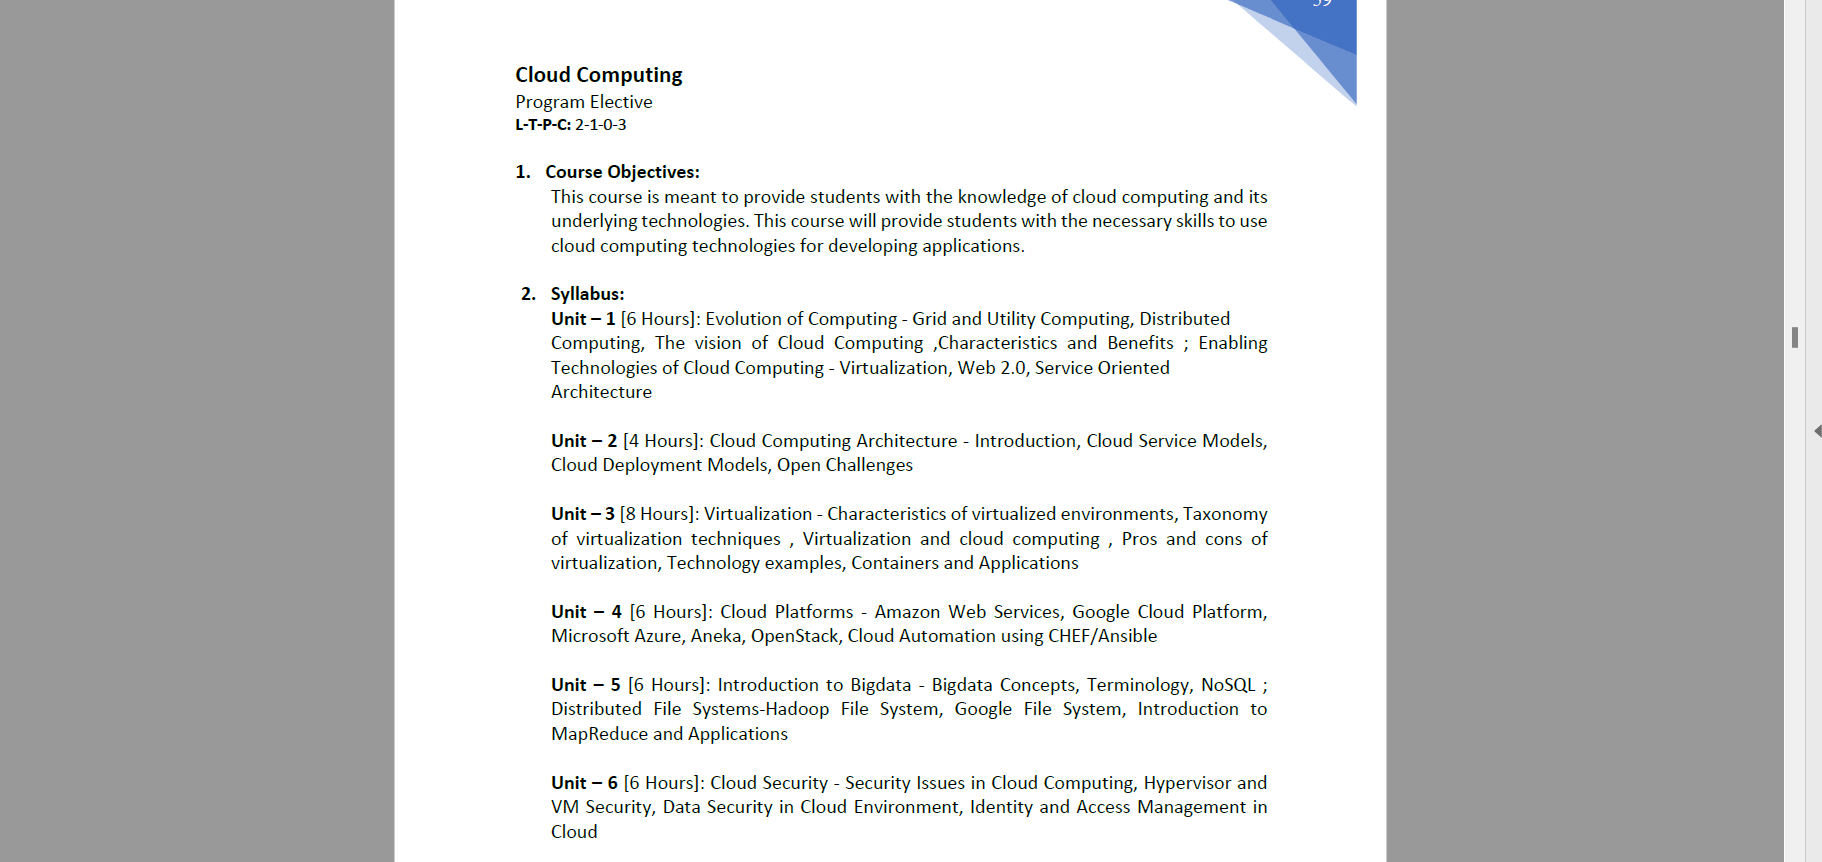 Cloud Computing
Program Elective
L-T-P-C: 2-1-0-3
1. Course Objectives:
This course is meant to provide students with the knowledge of cloud computing and its
underlying technologies. This course will provide students with the necessary skills to use
cloud computing technologies for developing applications.
2. Syllabus:
Unit – 1 [6 Hours]: Evolution of Computing - Grid and Utility Computing, Distributed
Computing, The vision of Cloud Computing ,Characteristics and Benefits ; Enabling
Technologies of Cloud Computing - Virtualization, Web 2.0, Service Oriented
Architecture
Unit – 2 [4 Hours]: Cloud Computing Architecture - Introduction, Cloud Service Models,
Cloud Deployment Models, Open Challenges
Unit – 3 [8 Hours]: Virtualization - Characteristics of virtualized environments, Taxonomy
of virtualization techniques , Virtualization and cloud computing , Pros and cons of
virtualization, Technology examples, Containers and Applications
Unit – 4 [6 Hours]: Cloud Platforms - Amazon Web Services, Google Cloud Platform,
Microsoft Azure, Aneka, OpenStack, Cloud Automation using CHEF/Ansible
Unit – 5 [6 Hours]: Introduction to Bigdata - Bigdata Concepts, Terminology, NoSQL ;
Distributed File Systems-Hadoop File System, Google File System, Introduction to
MapReduce and Applications
Unit – 6 [6 Hours]: Cloud Security - Security Issues in Cloud Computing, Hypervisor and
VM Security, Data Security in Cloud Environment, Identity and Access Management in
Cloud